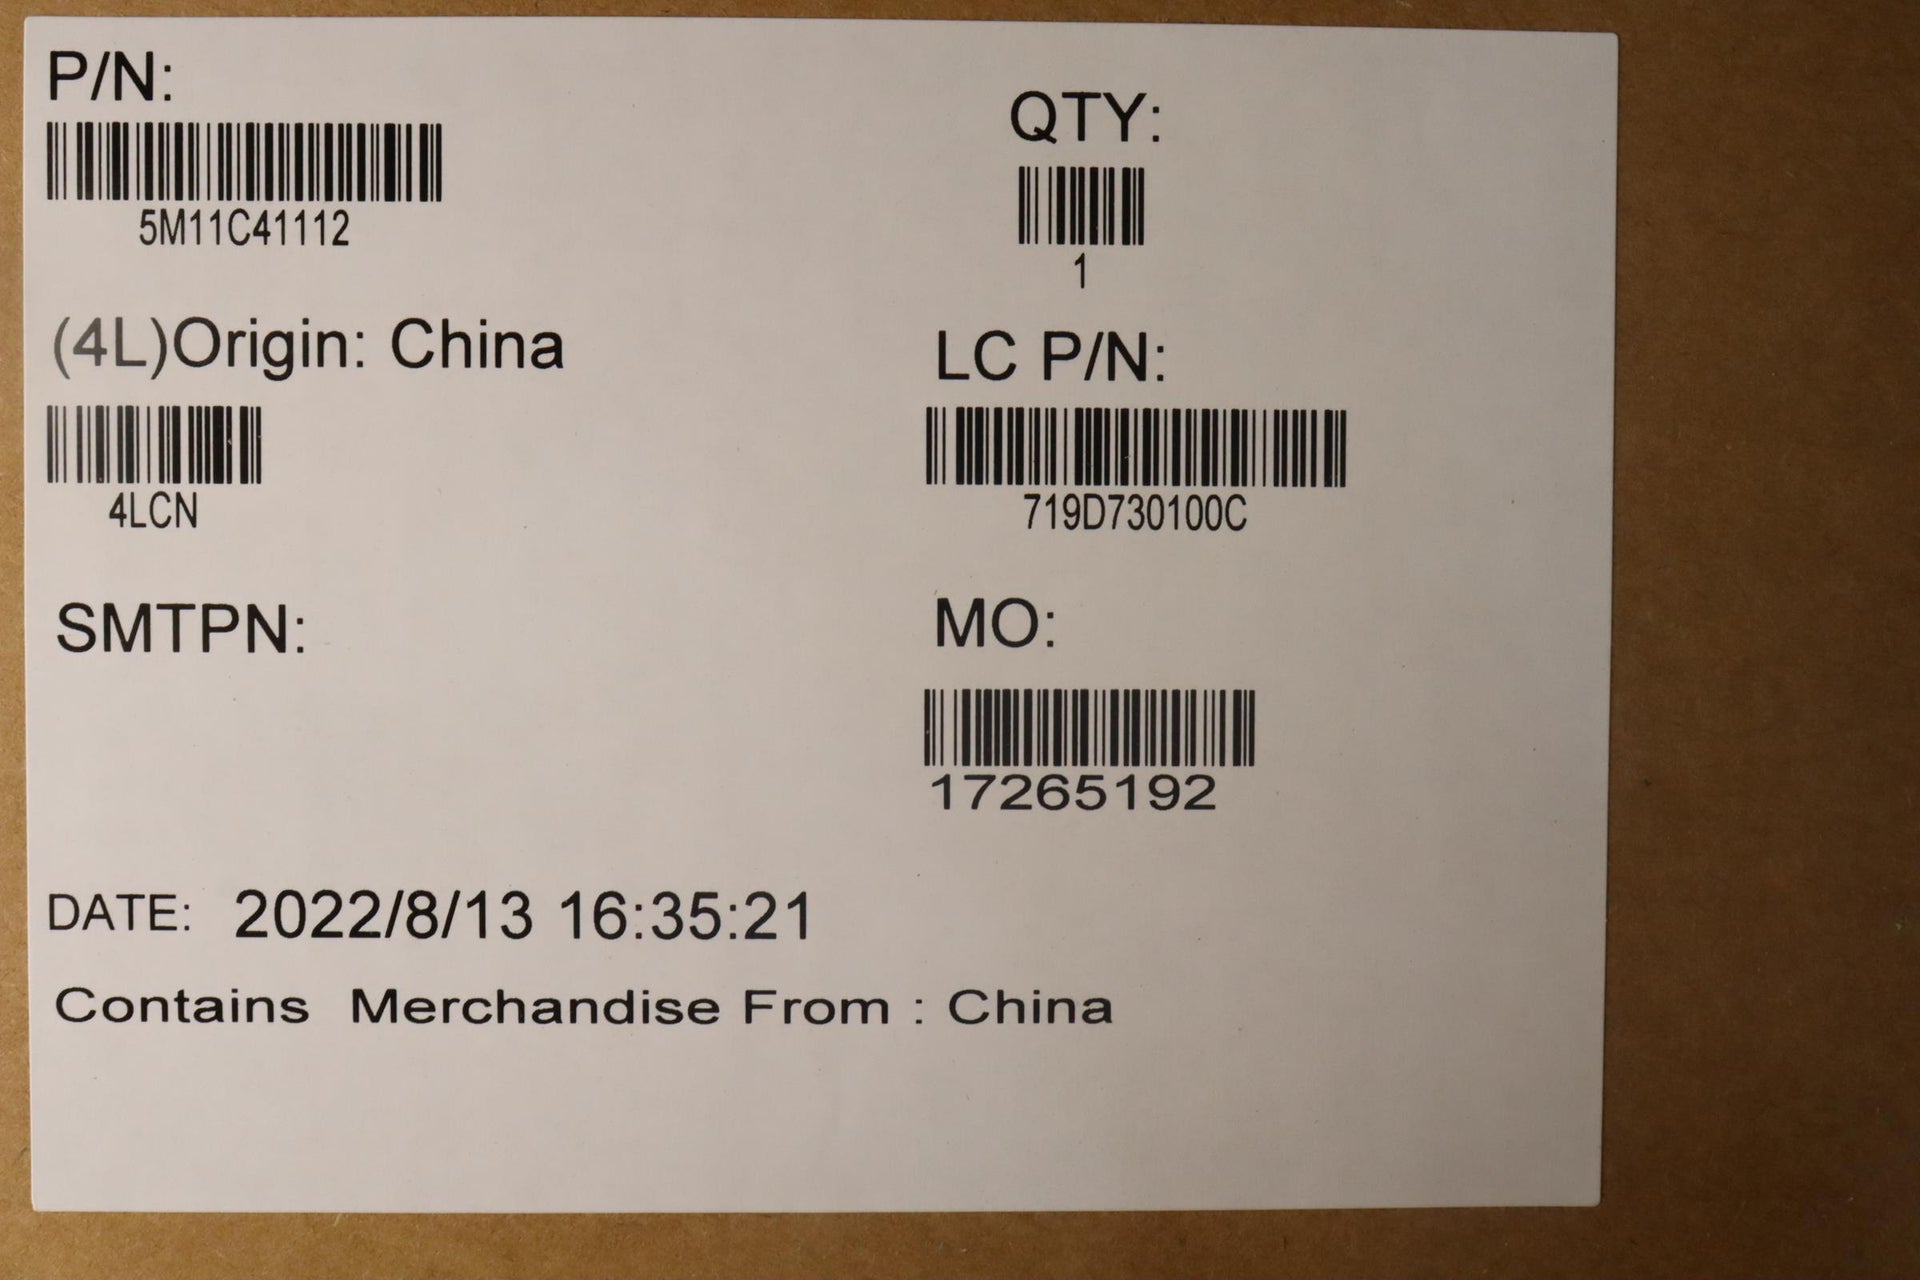 P/N:
5M11C41112
QTY:
1
(4L)Origin: China
4LCN
LC P/N:
719D730100C
SMTPN:
MO:
17265192
DATE: 2022/8/13 16:35:21
Contains Merchandise From : China